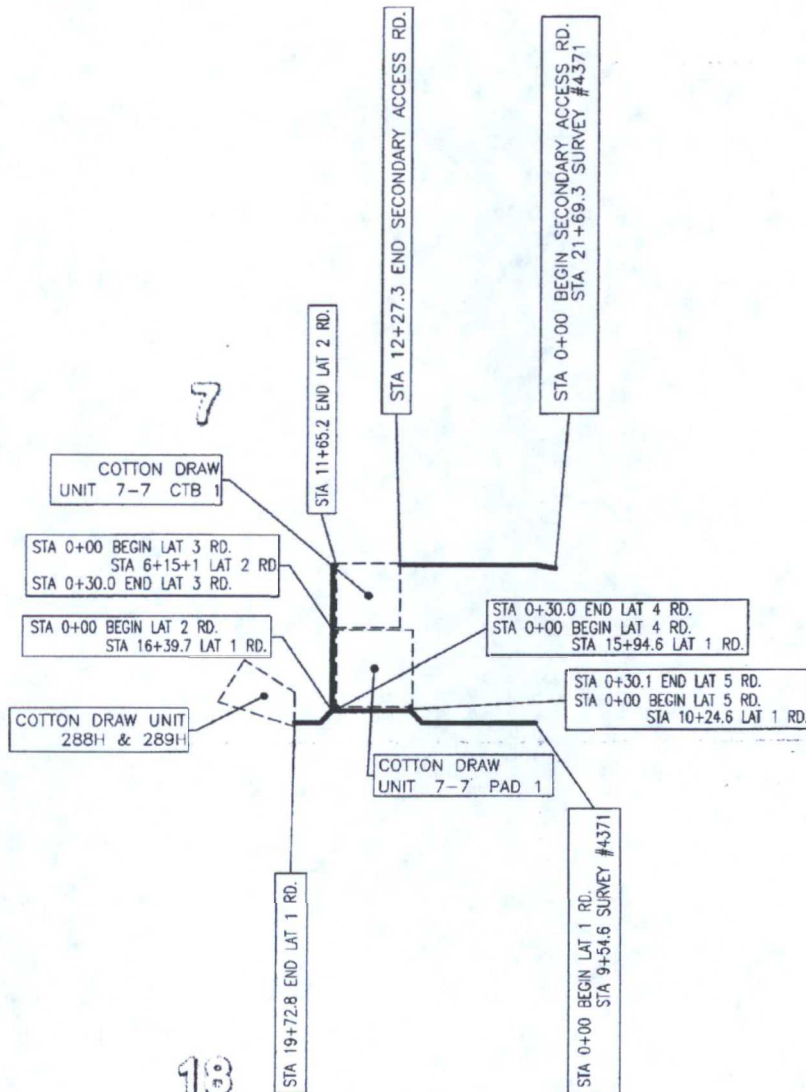 STA 12+27.3 END SECONDARY ACCESS RD.
STA 0+00 BEGIN SECONDARY ACCESS RD.
STA 21+69.3 SURVEY #4371
STA 11+65.2 END LAT 2 RD.
7
COTTON DRAW
UNIT 7-7 CTB 1
STA 0+00 BEGIN LAT 3 RD.
STA 6+15+1 LAT 2 RD
STA 0+30.0 END LAT 3 RD.
STA 0+00 BEGIN LAT 2 RD.
STA 16+39.7 LAT 1 RD.
STA 0+30.0 END LAT 4 RD.
STA 0+00 BEGIN LAT 4 RD.
STA 15+94.6 LAT 1 RD.
STA 0+30.1 END LAT 5 RD.
STA 0+00 BEGIN LAT 5 RD.
STA 10+24.6 LAT 1 RD.
COTTON DRAW UNIT
288H & 289H
COTTON DRAW
UNIT 7-7 PAD 1
STA 19+72.8 END LAT 1 RD.
STA 0+00 BEGIN LAT 1 RD.
STA 9+54.6 SURVEY #4371
18